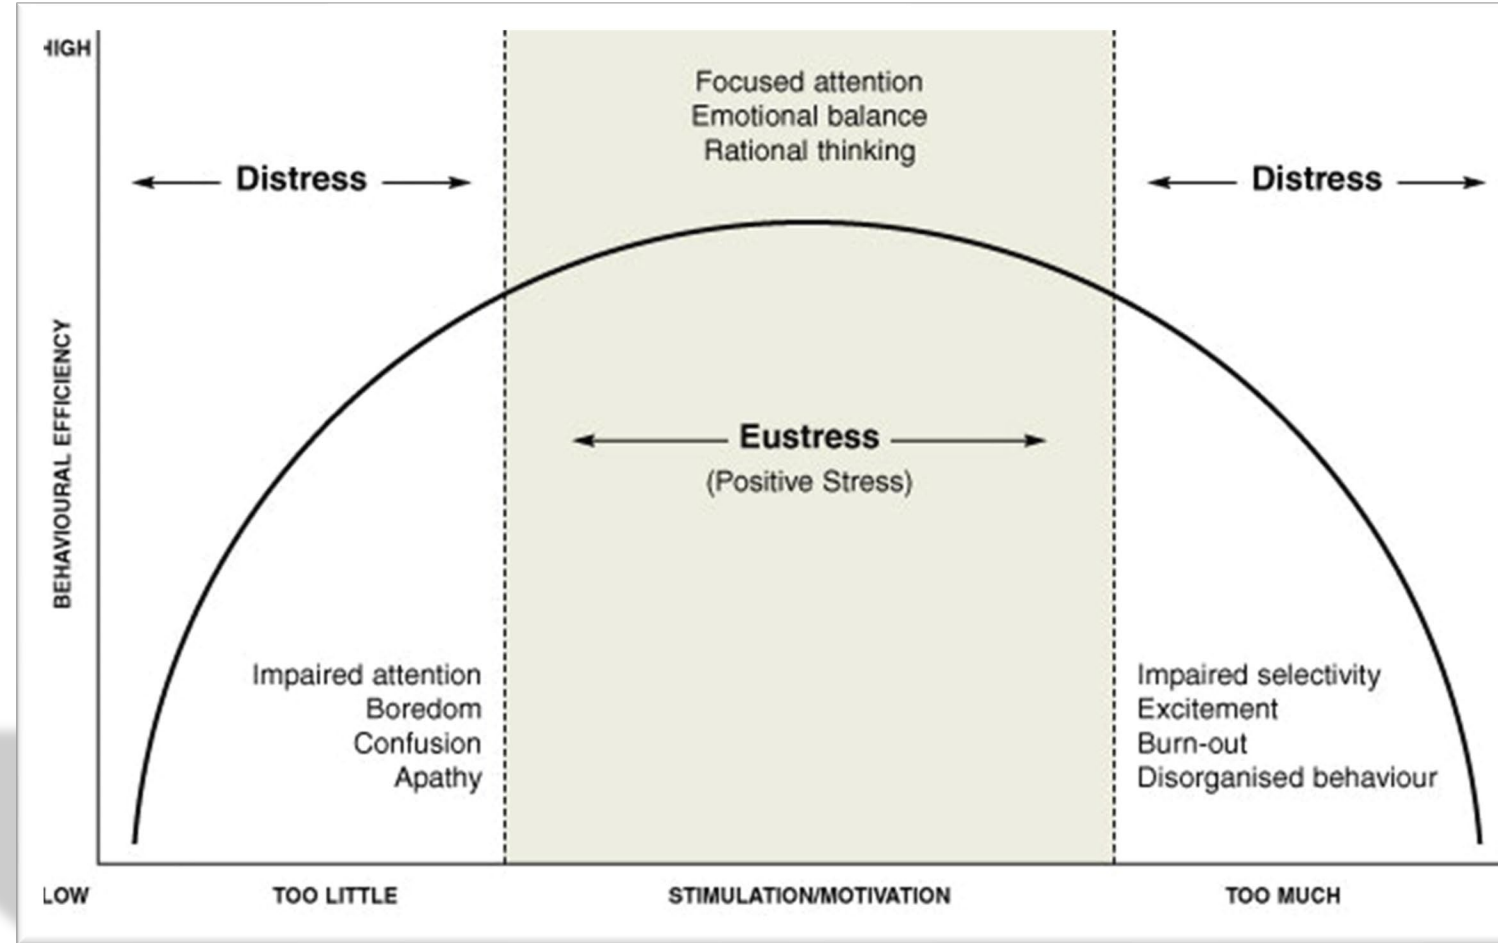 HIGH
Focused attention
Emotional balance
Rational thinking
Distress
Distress
BEHAVIOURAL EFFICIENCY
Eustress
(Positive Stress)
Impaired attention
Boredom
Confusion
Apathy
Impaired selectivity
Excitement
Burn-out
Disorganised behaviour
LOW
TOO LITTLE
STIMULATION/MOTIVATION
TOO MUCH